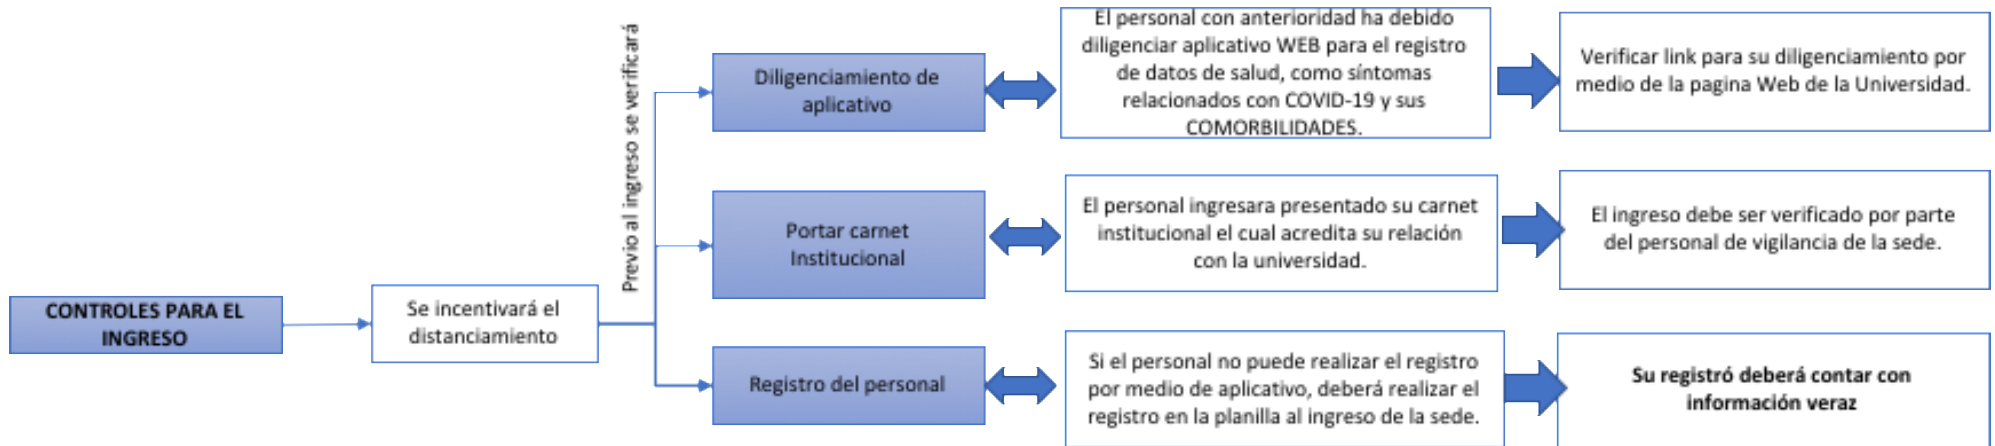 CONTROLES PARA EL
INGRESO
Se incentivará el
distanciamiento
Previo al ingreso se verificará
Diligenciamiento de
aplicativo
El personal con anterioridad ha debido
diligenciar aplicativo WEB para el registro
de datos de salud, como síntomas
relacionados con COVID-19 y sus
COMORBILIDADES.
Verificar link para su diligenciamiento por
medio de la pagina Web de la Universidad.
Portar carnet
Institucional
El personal ingresara presentado su carnet
institucional el cual acredita su relación
con la universidad.
El ingreso debe ser verificado por parte
del personal de vigilancia de la sede.
Registro del personal
Si el personal no puede realizar el registro
por medio de aplicativo, deberá realizar el
registro en la planilla al ingreso de la sede.
Su registró deberá contar con
información veraz